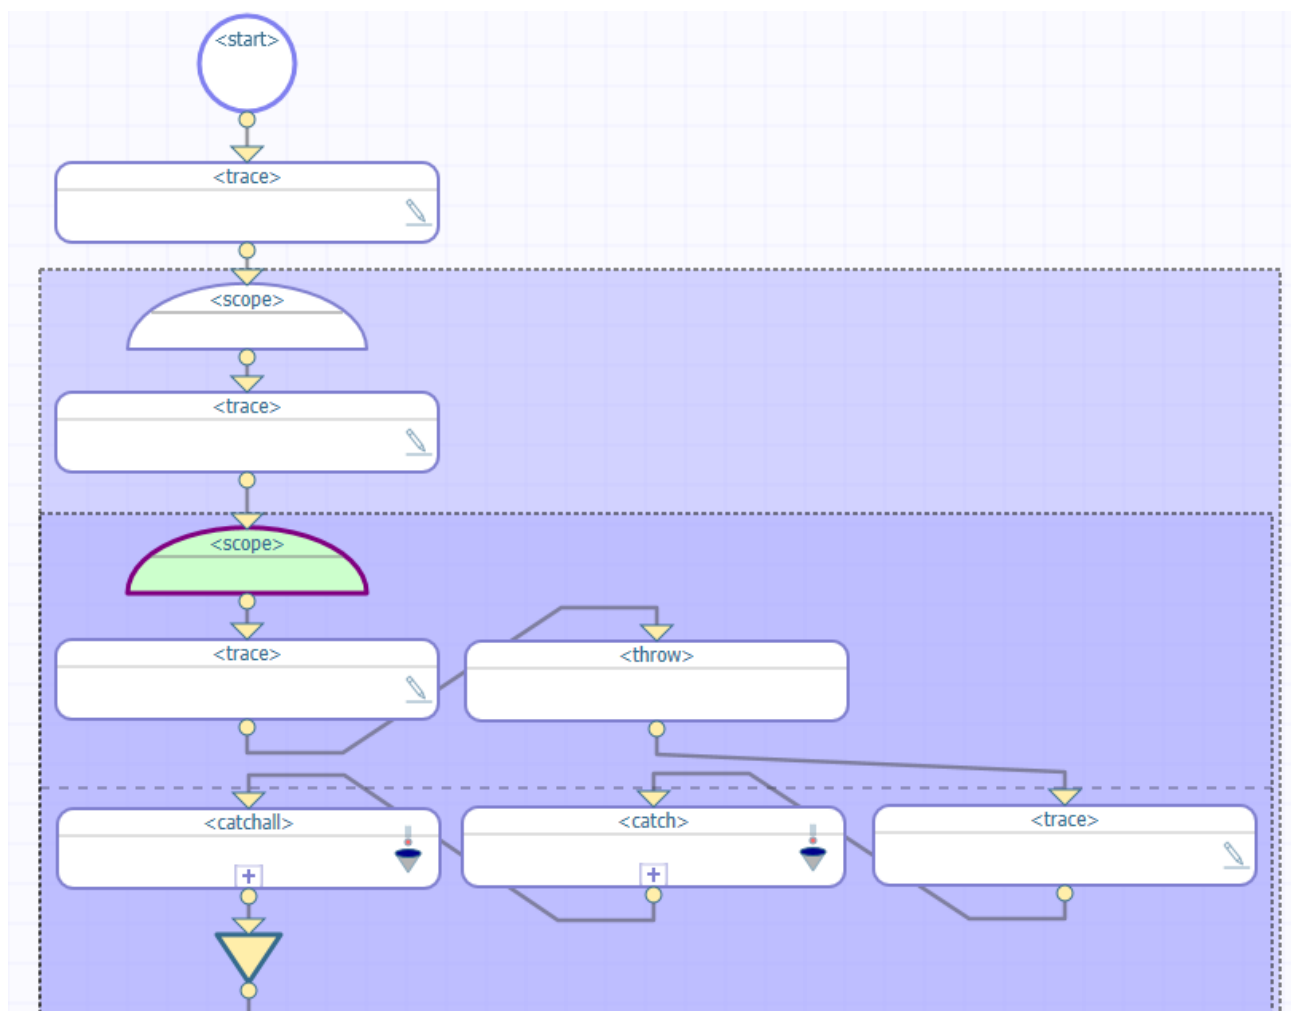 <start>
<trace>
<scope>
<trace>
<scope>
<trace>
<throw>
<catchall>
<catch>
<trace>